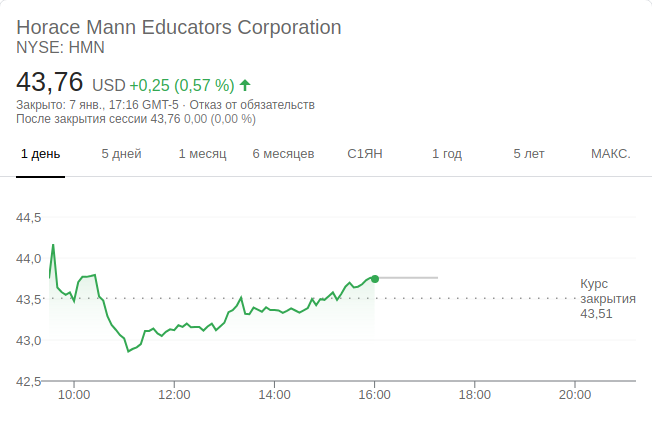 Horace Mann Educators Corporation
NYSE: HMN
43,76 USD +0,25 (0,57 %)
Закрыто: 7 янв., 17:16 GMT-5 · Отказ от обязательств
После закрытия сессии 43,76 0,00 (0,00 %)
1 день 5 дней 1 месяц 6 месяцев С1ЯН 1 год 5 лет МАКС.
44,5
44,0
43,5
43,0
42,5
Курс
закрытия
43,51
10:00 12:00 14:00 16:00 18:00 20:00